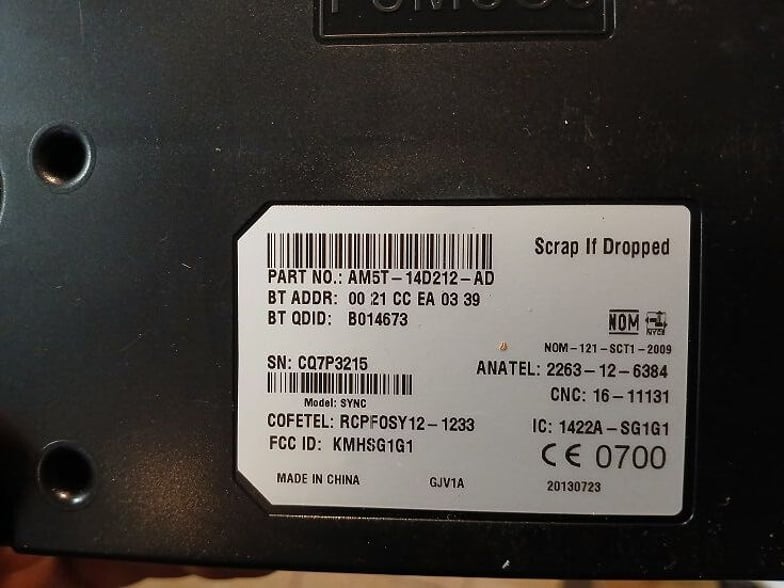 Scrap If Dropped
PART NO.: AM5T-14D212-AD
BT ADDR: 00 21 CC EA 03 39
BT QDID: B014673
NOM
NYCE
NOM-121-SCT1-2009
SN: CQ7P3215
ANATEL: 2263-12-6384
Model: SYNC
CNC: 16-11131
COFETEL: RCPFOSY12-1233
IC: 1422A-SG1G1
FCC ID: KMHSG1G1
CE 0700
MADE IN CHINA
GJV1A
20130723